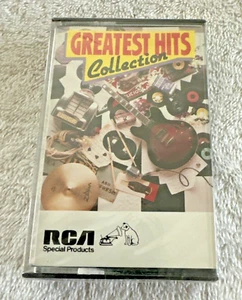 GREATEST HITS
Collection
RCA
Special Products